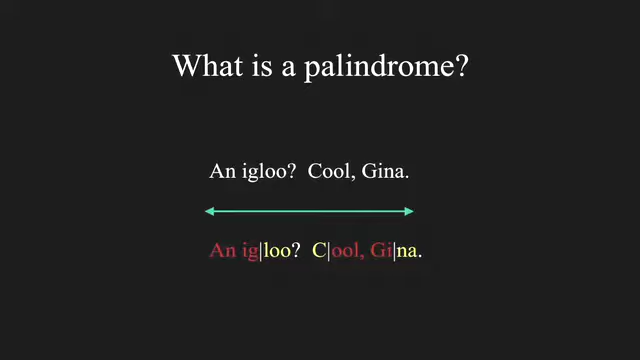 What is a palindrome?
An igloo?  Cool, Gina.
An ig|loo?  C|ool, Gi|na.